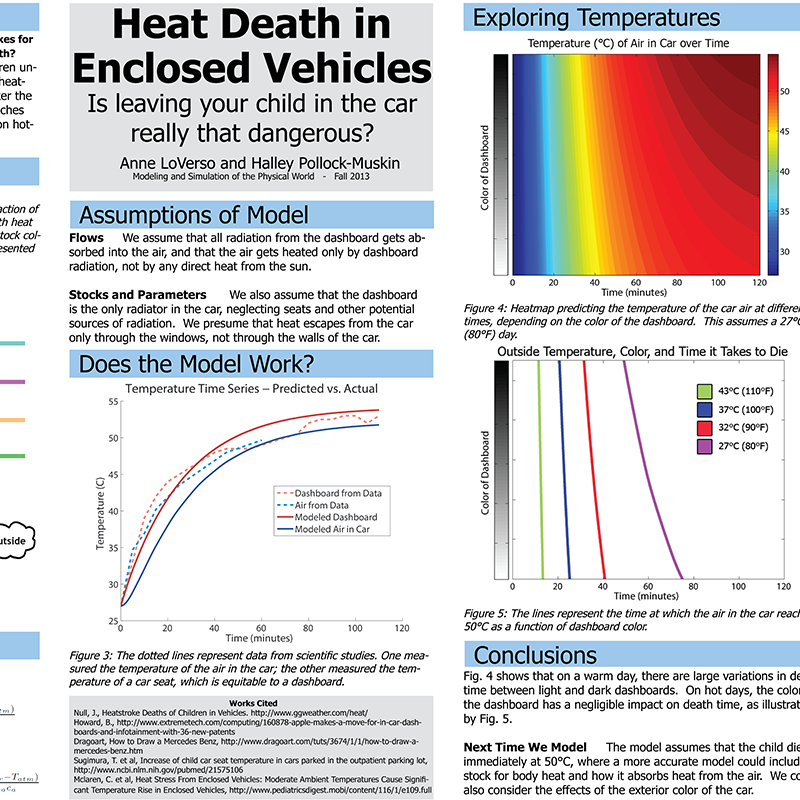 xes for
th?
ren un-
heat-
er the
ches
on hot-
action of
th heat
tock col-
esented
utside
Heat Death in
Enclosed Vehicles
Is leaving your child in the car
really that dangerous?
Anne LoVerso and Halley Pollock-Muskin
Modeling and Simulation of the Physical World - Fall 2013
Assumptions of Model
Flows We assume that all radiation from the dashboard gets ab-
sorbed into the air, and that the air gets heated only by dashboard
radiation, not by any direct heat from the sun.
Stocks and Parameters We also assume that the dashboard
is the only radiator in the car, neglecting seats and other potential
sources of radiation. We presume that heat escapes from the car
only through the windows, not through the walls of the car.
Does the Model Work?
Temperature Time Series – Predicted vs. Actual
Temperature (C)
55
50
45
40
35
30
25
Dashboard from Data
Air from Data
Modeled Dashboard
Modeled Air in Car
0 20 40 60 80 100 120
Time (minutes)
Figure 3: The dotted lines represent data from scientific studies. One mea-
sured the temperature of the air in the car; the other measured the tem-
perature of a car seat, which is equitable to a dashboard.
Works Cited
Null, J., Heatstroke Deaths of Children in Vehicles. http://www.ggweather.com/heat/
Howard, B., http://www.extremetech.com/computing/160878-apple-makes-a-move-for-in-car-dash-
boards-and-infotainment-with-36-new-patents
Dragoart, How to Draw a Mercedes Benz, http://www.dragoart.com/tuts/3674/1/1/how-to-draw-a-
mercedes-benz.htm
Sugimura, T. et al, Increase of child car seat temperature in cars parked in the outpatient parking lot,
http://www.ncbi.nlm.nih.gov/pubmed/21575106
Mclaren, C. et al, Heat Stress From Enclosed Vehicles: Moderate Ambient Temperatures Cause Signifi-
cant Temperature Rise in Enclosed Vehicles, http://www.pediatricsdigest.mobi/content/116/1/e109.full
Exploring Temperatures
Temperature (°C) of Air in Car over Time
Color of Dashboard
50
45
40
35
30
0 20 40 60 80 100 120
Time (minutes)
Figure 4: Heatmap predicting the temperature of the car air at differen
times, depending on the color of the dashboard. This assumes a 27°C
(80°F) day.
Outside Temperature, Color, and Time it Takes to Die
Color of Dashboard
43°C (110°F)
37°C (100°F)
32°C (90°F)
27°C (80°F)
0 20 40 60 80 100 120
Time (minutes)
Figure 5: The lines represent the time at which the air in the car reach
50°C as a function of dashboard color.
Conclusions
Fig. 4 shows that on a warm day, there are large variations in de
time between light and dark dashboards. On hot days, the color
the dashboard has a negligible impact on death time, as illustrat
by Fig. 5.
Next Time We Model The model assumes that the child die
immediately at 50°C, where a more accurate model could includ
stock for body heat and how it absorbs heat from the air. We co
also consider the effects of the exterior color of the car.